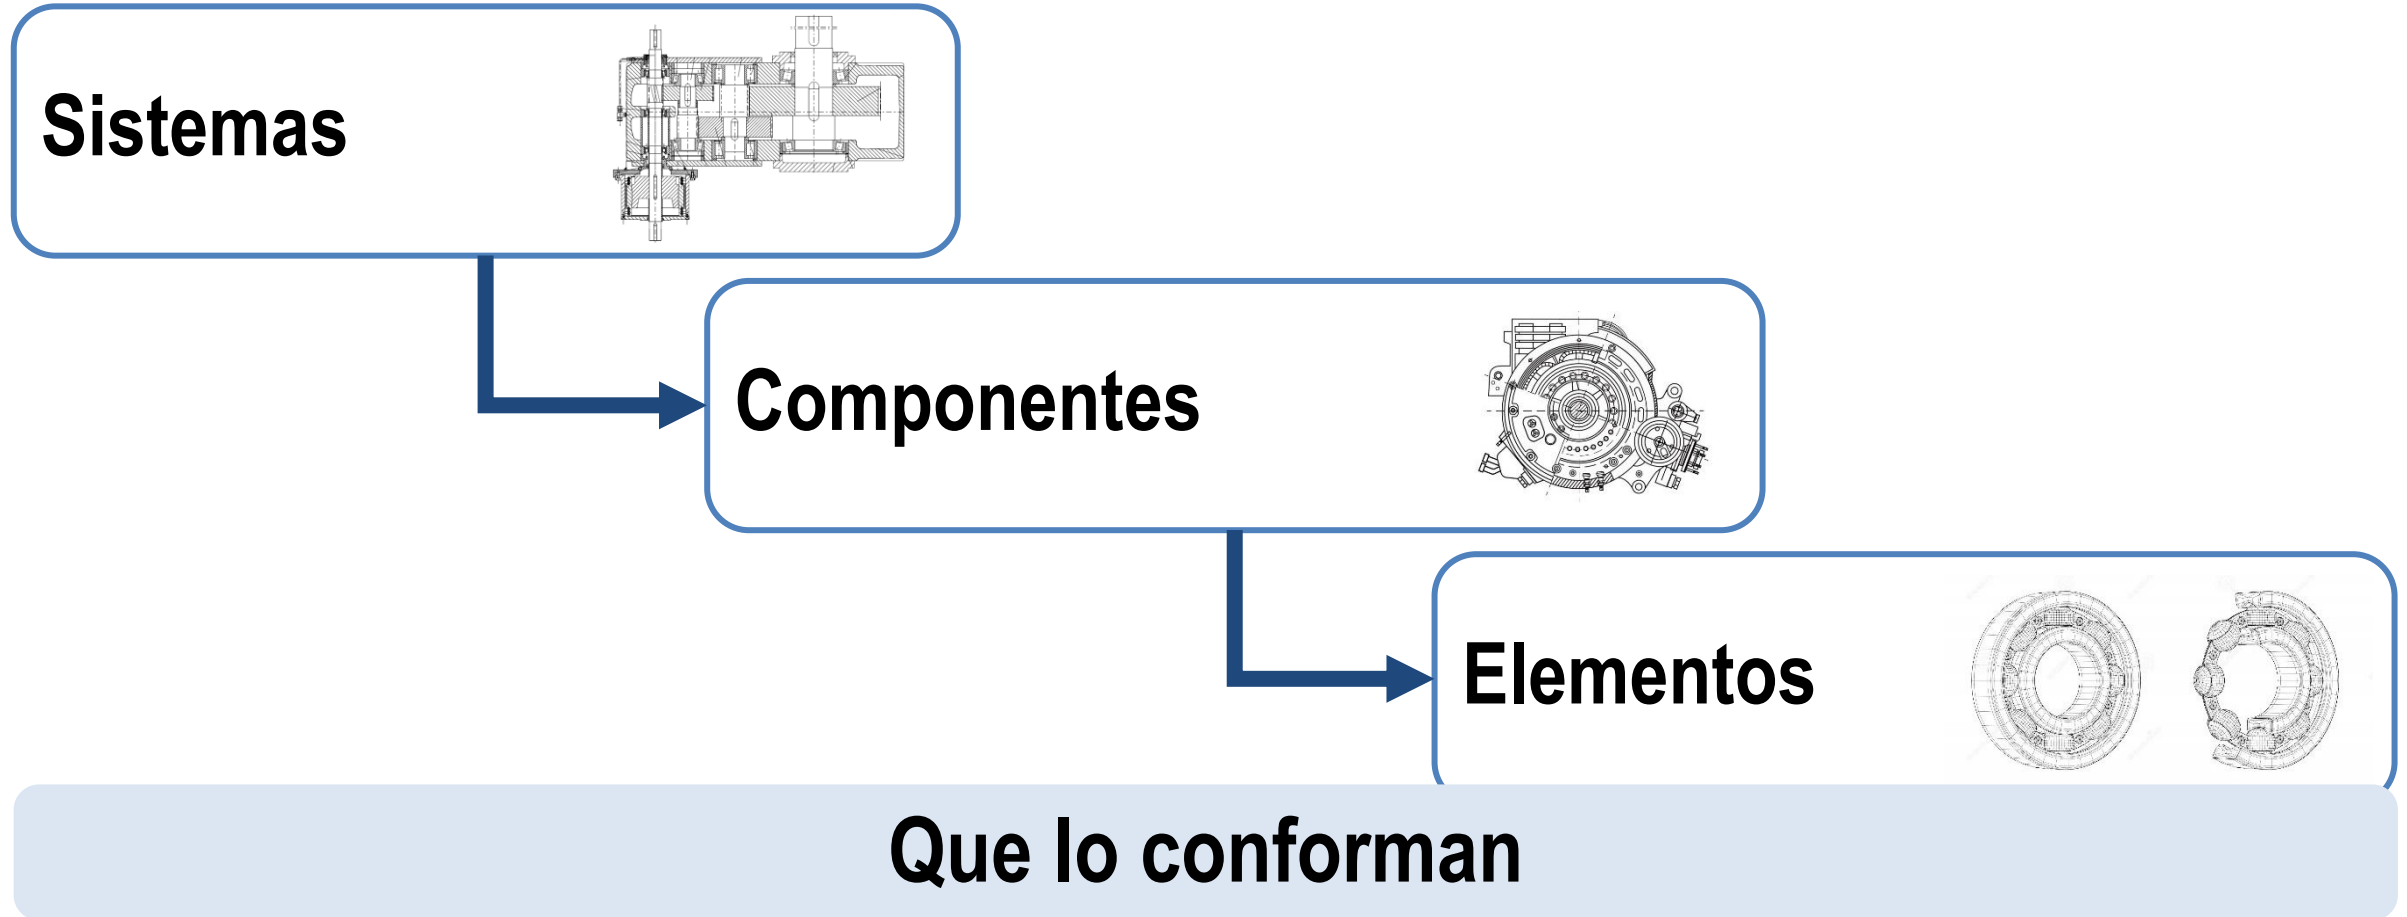 Sistemas
Componentes
Elementos
Que lo conforman